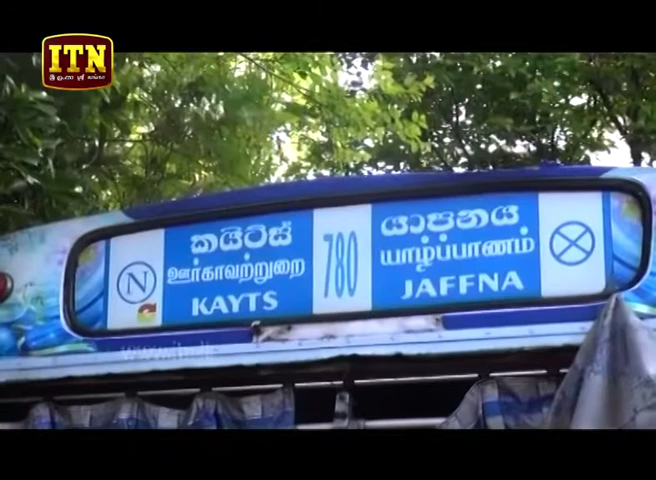 ITN
N
කයිට්ස්
ஊர்காவற்றுறை
KAYTS
780
යාපනය
யாழ்ப்பாணம்
JAFFNA